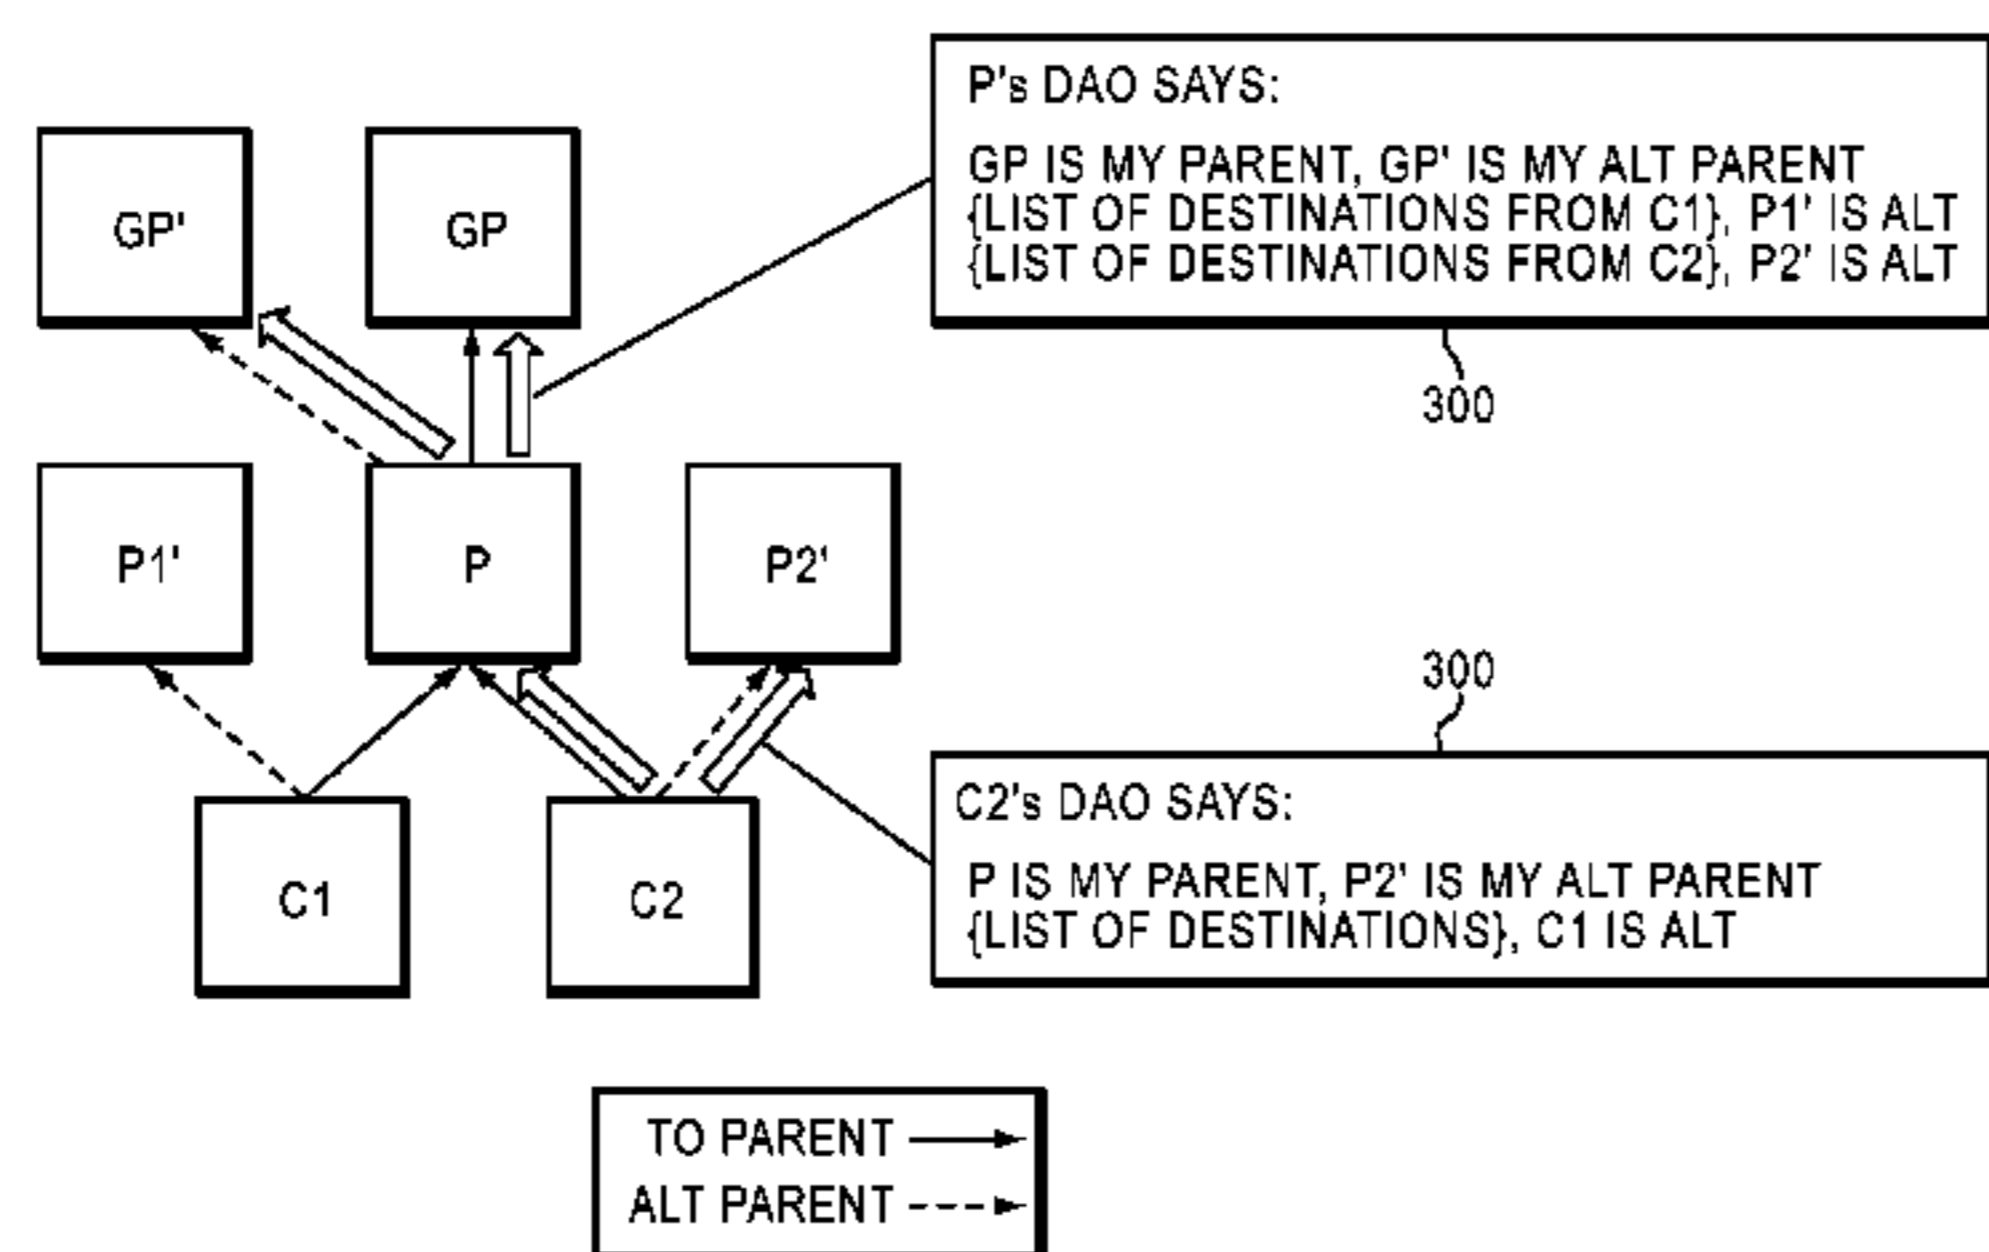 P's DAO SAYS:
GP IS MY PARENT, GP' IS MY ALT PARENT
{LIST OF DESTINATIONS FROM C1}, P1' IS ALT
{LIST OF DESTINATIONS FROM C2}, P2' IS ALT
300
GP'
GP
P1'
P
P2'
300
C2's DAO SAYS:
P IS MY PARENT, P2' IS MY ALT PARENT
{LIST OF DESTINATIONS}, C1 IS ALT
C1
C2
TO PARENT
ALT PARENT